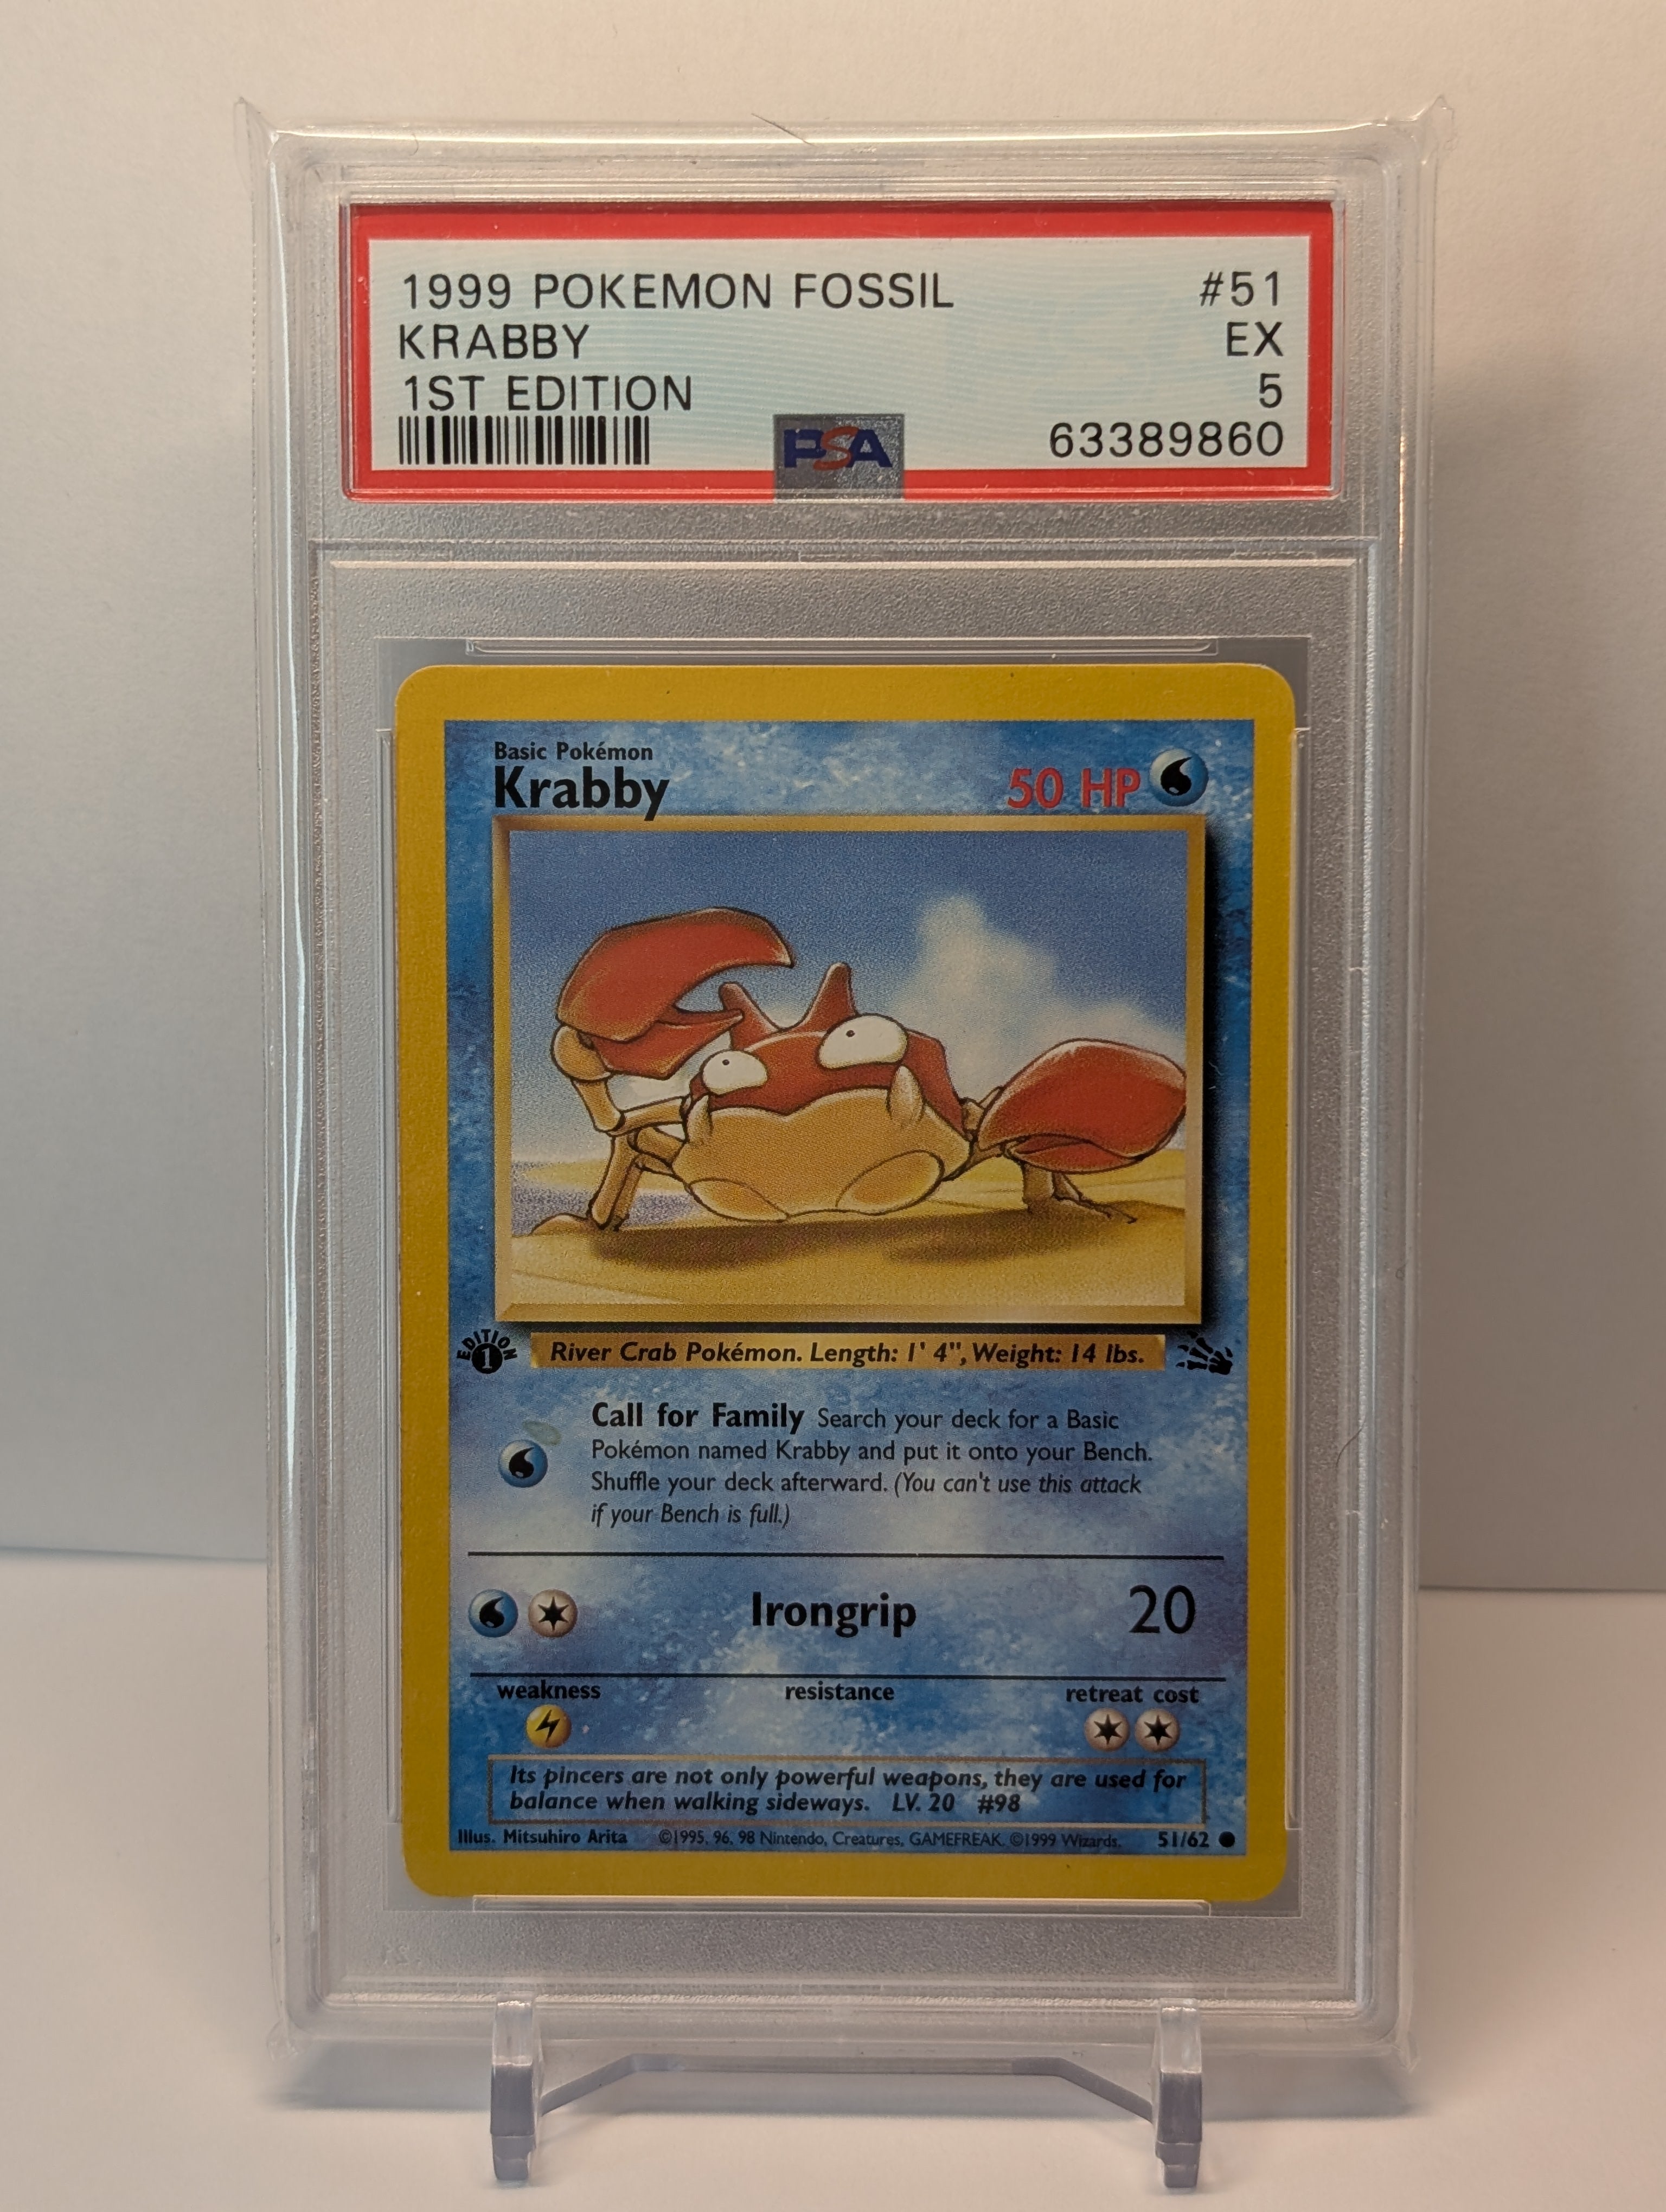 1999 POKEMON FOSSIL #51
KRABBY EX
1ST EDITION 5
PSA 63389860
Basic Pokémon
Krabby 50 HP
EDITION 1
River Crab Pokémon. Length: 1' 4", Weight: 14 lbs.
Call for Family Search your deck for a Basic
Pokémon named Krabby and put it onto your Bench.
Shuffle your deck afterward. (You can't use this attack
if your Bench is full.)
Irongrip 20
weakness resistance retreat cost
Its pincers are not only powerful weapons, they are used for
balance when walking sideways. LV. 20 #98
Illus. Mitsuhiro Arita ©1995, 96, 98 Nintendo, Creatures, GAMEFREAK. ©1999 Wizards. 51/62